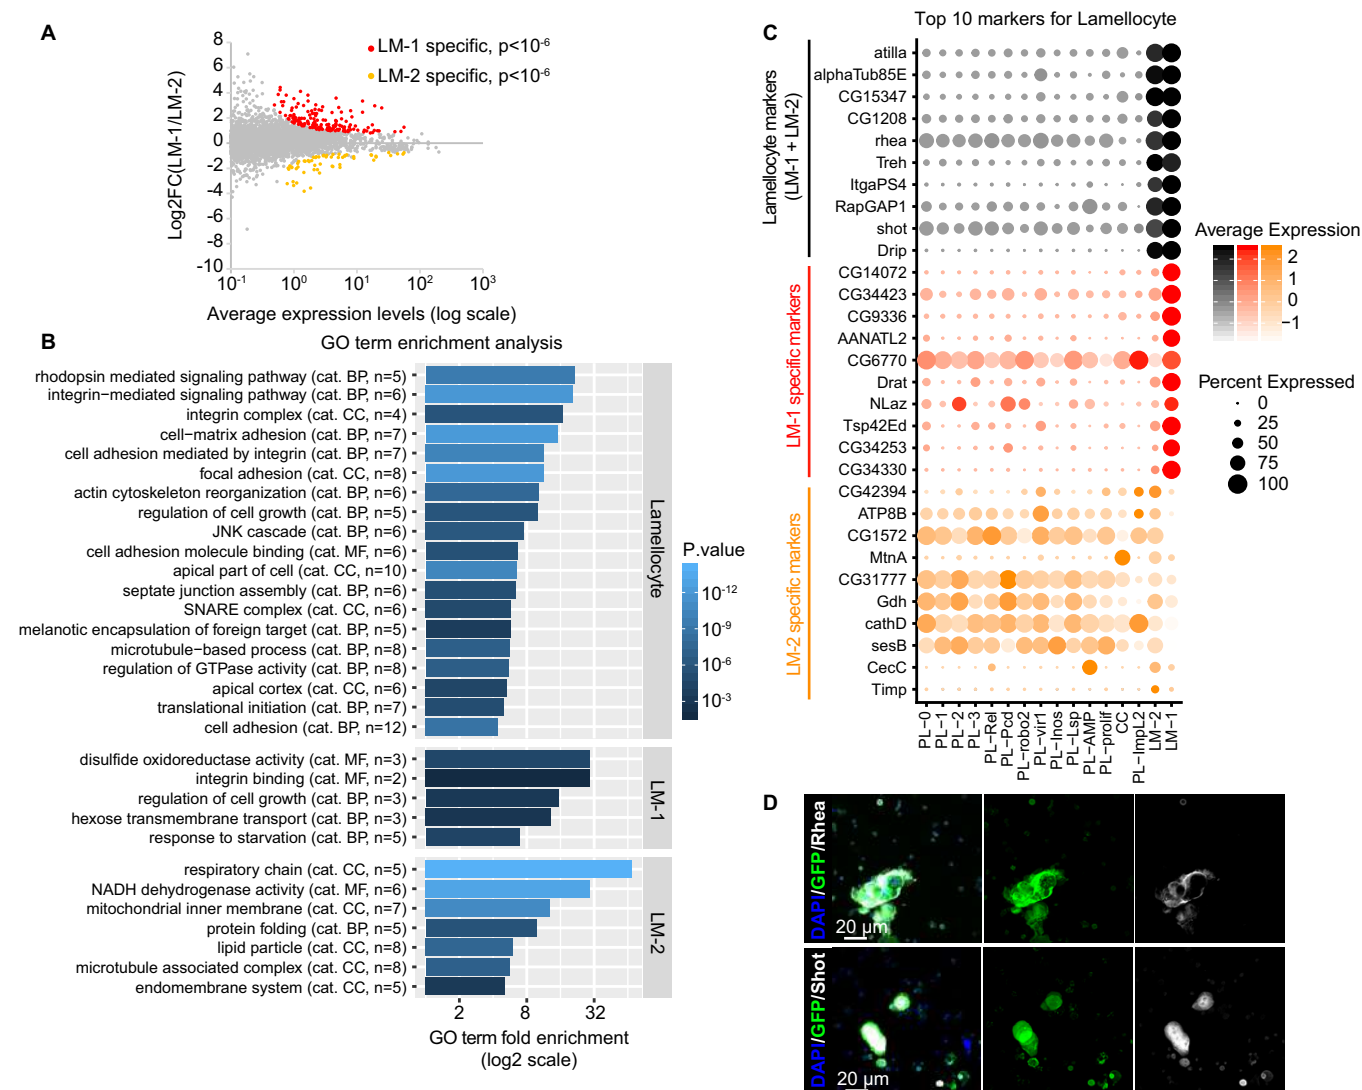 A
8
6
4
2
0
-2
-4
-6
-8
-10
Log2FC(LM-1/LM-2)
LM-1 specific, p<10⁻⁶
LM-2 specific, p<10⁻⁶
10⁻¹ 10⁰ 10¹ 10² 10³
Average expression levels (log scale)
B
GO term enrichment analysis
rhodopsin mediated signaling pathway (cat. BP, n=5)
integrin−mediated signaling pathway (cat. BP, n=6)
integrin complex (cat. CC, n=4)
cell−matrix adhesion (cat. BP, n=7)
cell adhesion mediated by integrin (cat. BP, n=7)
focal adhesion (cat. CC, n=8)
actin cytoskeleton reorganization (cat. BP, n=6)
regulation of cell growth (cat. BP, n=5)
JNK cascade (cat. BP, n=6)
cell adhesion molecule binding (cat. MF, n=6)
apical part of cell (cat. CC, n=10)
septate junction assembly (cat. BP, n=6)
SNARE complex (cat. CC, n=6)
melanotic encapsulation of foreign target (cat. BP, n=5)
microtubule−based process (cat. BP, n=8)
regulation of GTPase activity (cat. BP, n=8)
apical cortex (cat. CC, n=6)
translational initiation (cat. BP, n=7)
cell adhesion (cat. BP, n=12)
Lamellocyte
disulfide oxidoreductase activity (cat. MF, n=3)
integrin binding (cat. MF, n=2)
regulation of cell growth (cat. BP, n=3)
hexose transmembrane transport (cat. BP, n=3)
response to starvation (cat. BP, n=5)
LM-1
respiratory chain (cat. CC, n=5)
NADH dehydrogenase activity (cat. MF, n=6)
mitochondrial inner membrane (cat. CC, n=7)
protein folding (cat. BP, n=5)
lipid particle (cat. CC, n=8)
microtubule associated complex (cat. CC, n=8)
endomembrane system (cat. CC, n=5)
LM-2
2 8 32
GO term fold enrichment
(log2 scale)
P.value
10⁻¹²
10⁻⁹
10⁻⁶
10⁻³
C
Top 10 markers for Lamellocyte
Lamellocyte markers
(LM-1 + LM-2)
atilla
alphaTub85E
CG15347
CG1208
rhea
Treh
ItgaPS4
RapGAP1
shot
Drip
LM-1 specific markers
CG14072
CG34423
CG9336
AANATL2
CG6770
Drat
NLaz
Tsp42Ed
CG34253
CG34330
LM-2 specific markers
CG42394
ATP8B
CG1572
MtnA
CG31777
Gdh
cathD
sesB
CecC
Timp
PL−0
PL−1
PL−2
PL−3
PL−Rel
PL−Pcd
PL−robo2
PL−vir1
PL−Inos
PL−Lsp
PL−AMP
PL−prolif
CC
PL−ImpL2
LM−2
LM−1
Average Expression
2
1
0
−1
Percent Expressed
0
25
50
75
100
D
DAPI/GFP/Rhea
20 µm
DAPI/GFP/Shot
20 µm